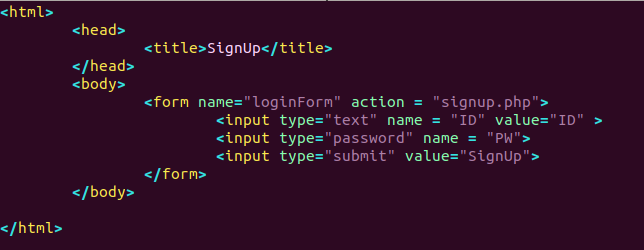 <html>
<head>
<title>SignUp</title>
</head>
<body>
<form name="loginForm" action = "signup.php">
<input type="text" name = "ID" value="ID" >
<input type="password" name = "PW">
<input type="submit" value="SignUp">
</form>
</body>
</html>